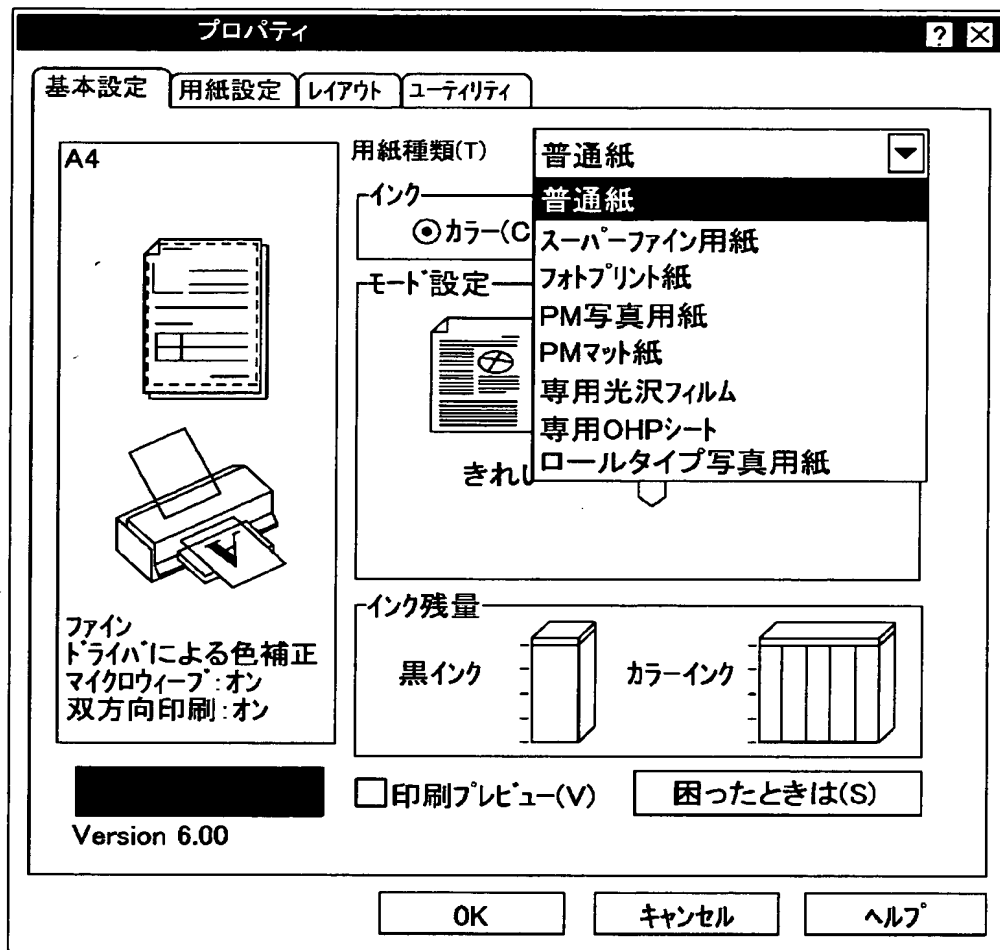 プロパティ
? ×
基本設定 用紙設定 レイアウト ユーティリティ
A4
用紙種類(T)
普通紙
普通紙
スーパーファイン用紙
フォトプリント紙
PM写真用紙
PMマット紙
専用光沢フィルム
専用OHPシート
ロールタイプ写真用紙
インク
カラー(C
モード設定
きれい
A
ファイン
ドライバによる色補正
マイクロウィーブ:オン
双方向印刷:オン
インク残量
黒インク
カラーインク
印刷プレビュー(V)
困ったときは(S)
Version 6.00
OK
キャンセル
ヘルプ